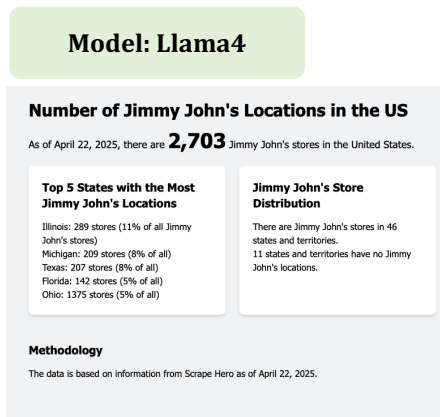 Model: Llama4
Number of Jimmy John's Locations in the US
As of April 22, 2025, there are 2,703 Jimmy John's stores in the United States.
Top 5 States with the Most
Jimmy John's Locations
Illinois: 289 stores (11% of all Jimmy
John's stores)
Michigan: 209 stores (8% of all)
Texas: 207 stores (8% of all)
Florida: 142 stores (5% of all)
Ohio: 1375 stores (5% of all)
Jimmy John's Store
Distribution
There are Jimmy John's stores in 46
states and territories.
11 states and territories have no Jimmy
John's locations.
Methodology
The data is based on information from Scrape Hero as of April 22, 2025.